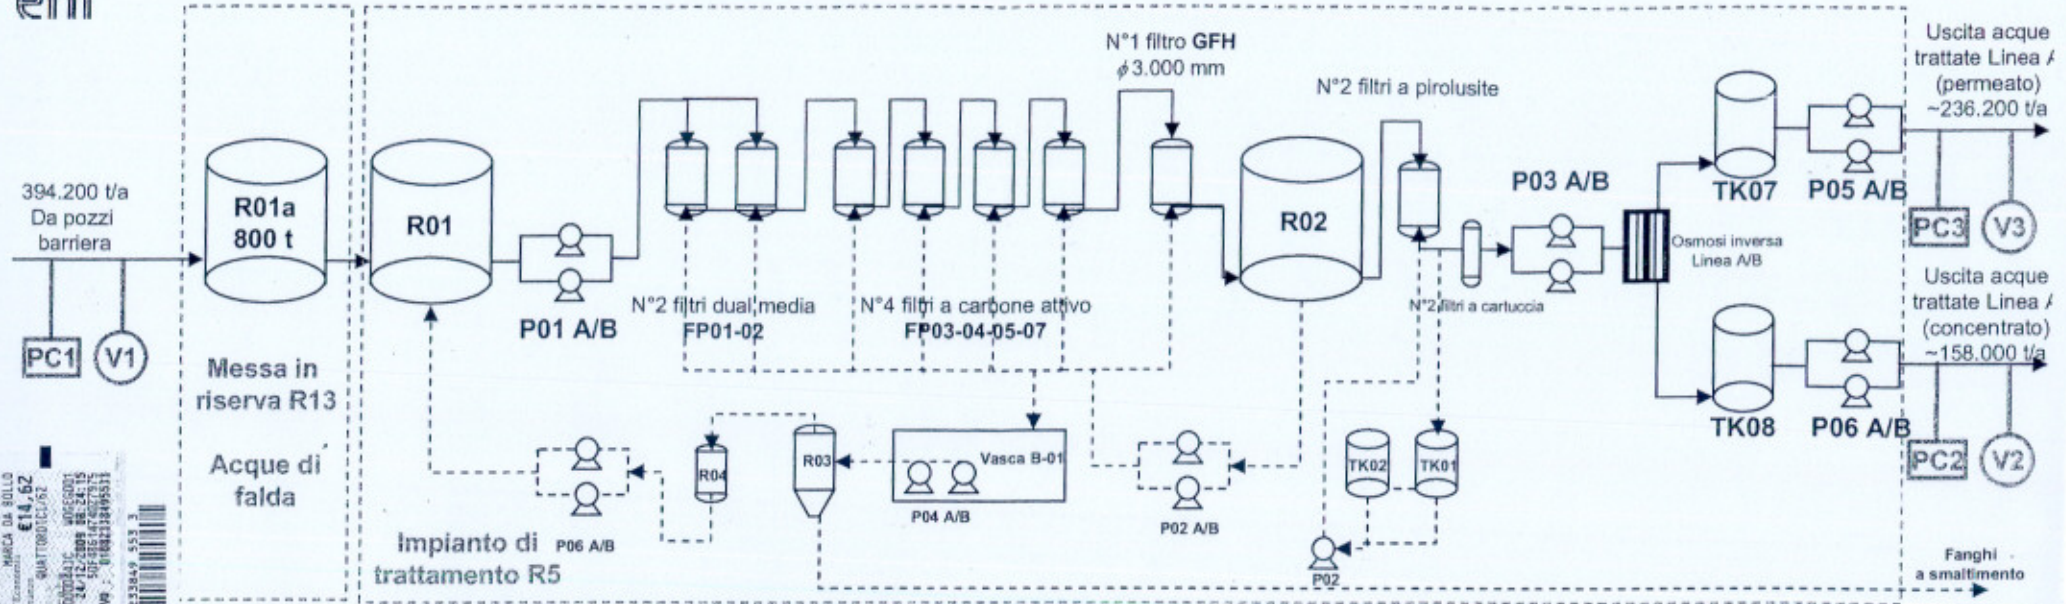 eni
394.200 t/a
Da pozzi
barriera
PC1
V1
R01a
800 t
Messa in
riserva R13
Acque di
falda
R01
P01 A/B
N°2 filtri dual media
FP01-02
N°4 filtri a carbone attivo
FP03-04-05-07
N°1 filtro GFH
ϕ 3.000 mm
R02
N°2 filtri a pirolusite
N°2 filtri a cartuccia
P03 A/B
Osmosi inversa
Linea A/B
TK07
P05 A/B
Uscita acque
trattate Linea A
(permeato)
~236.200 t/a
PC3
V3
TK08
P06 A/B
Uscita acque
trattate Linea A
(concentrato)
~158.000 t/a
PC2
V2
P06 A/B
R04
R03
Vasca B-01
P04 A/B
P02 A/B
TK02
TK01
P02
Impianto di
trattamento R5
Fanghi
a smaltimento
MARCA DA BOLLO
€14,62
QUATTORDICI/62